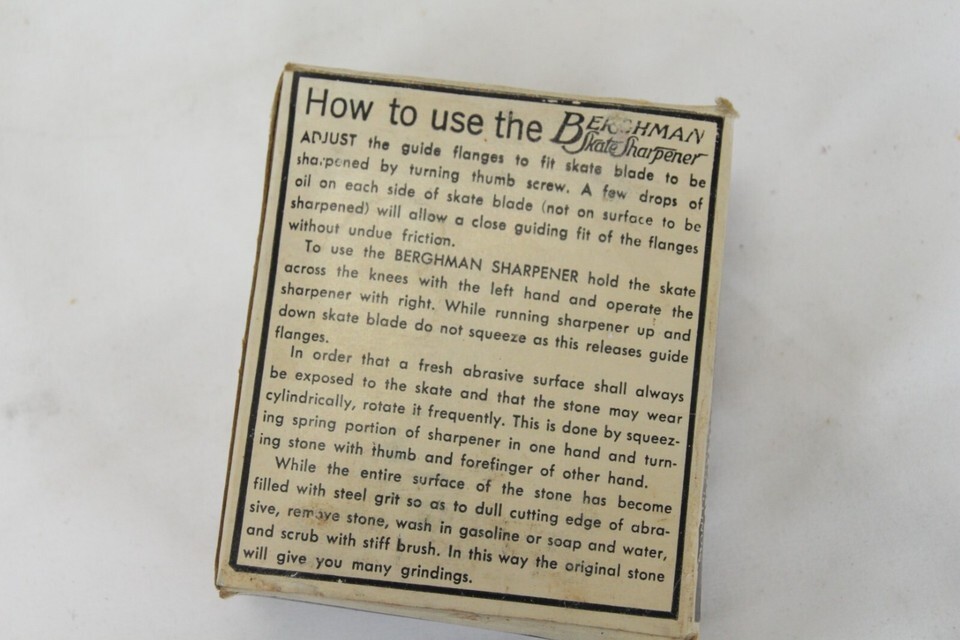 How to use the BERGHMAN
Skate Sharpener
ADJUST the guide flanges to fit skate blade to be
sharpened by turning thumb screw. A few drops of
oil on each side of skate blade (not on surface to be
sharpened) will allow a close guiding fit of the flanges
without undue friction.
To use the BERGHMAN SHARPENER hold the skate
across the knees with the left hand and operate the
sharpener with right. While running sharpener up and
down skate blade do not squeeze as this releases guide
flanges.
In order that a fresh abrasive surface shall always
be exposed to the skate and that the stone may wear
cylindrically, rotate it frequently. This is done by squeez-
ing spring portion of sharpener in one hand and turn-
ing stone with thumb and forefinger of other hand.
While the entire surface of the stone has become
filled with steel grit so as to dull cutting edge of abra-
sive, remove stone, wash in gasoline or soap and water,
and scrub with stiff brush. In this way the original stone
will give you many grindings.